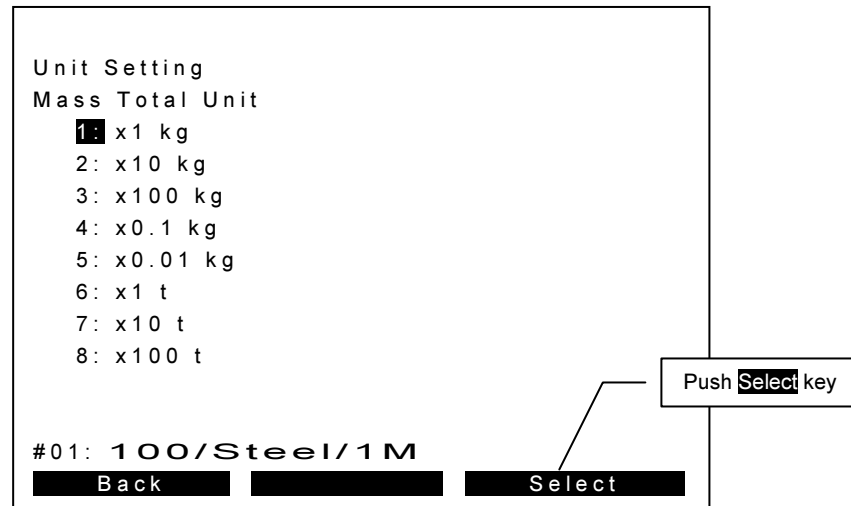 Unit Setting
Mass Total Unit
1: x1 kg
2: x10 kg
3: x100 kg
4: x0.1 kg
5: x0.01 kg
6: x1 t
7: x10 t
8: x100 t
Push Select key
#01: 100/Steel/1M
Back Select